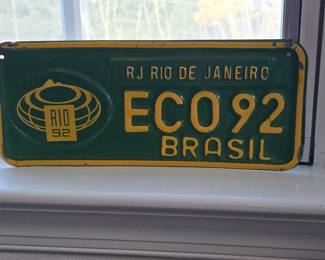 RJ RIO DE JANEIRO
RIO
92
ECO 92
BRASIL